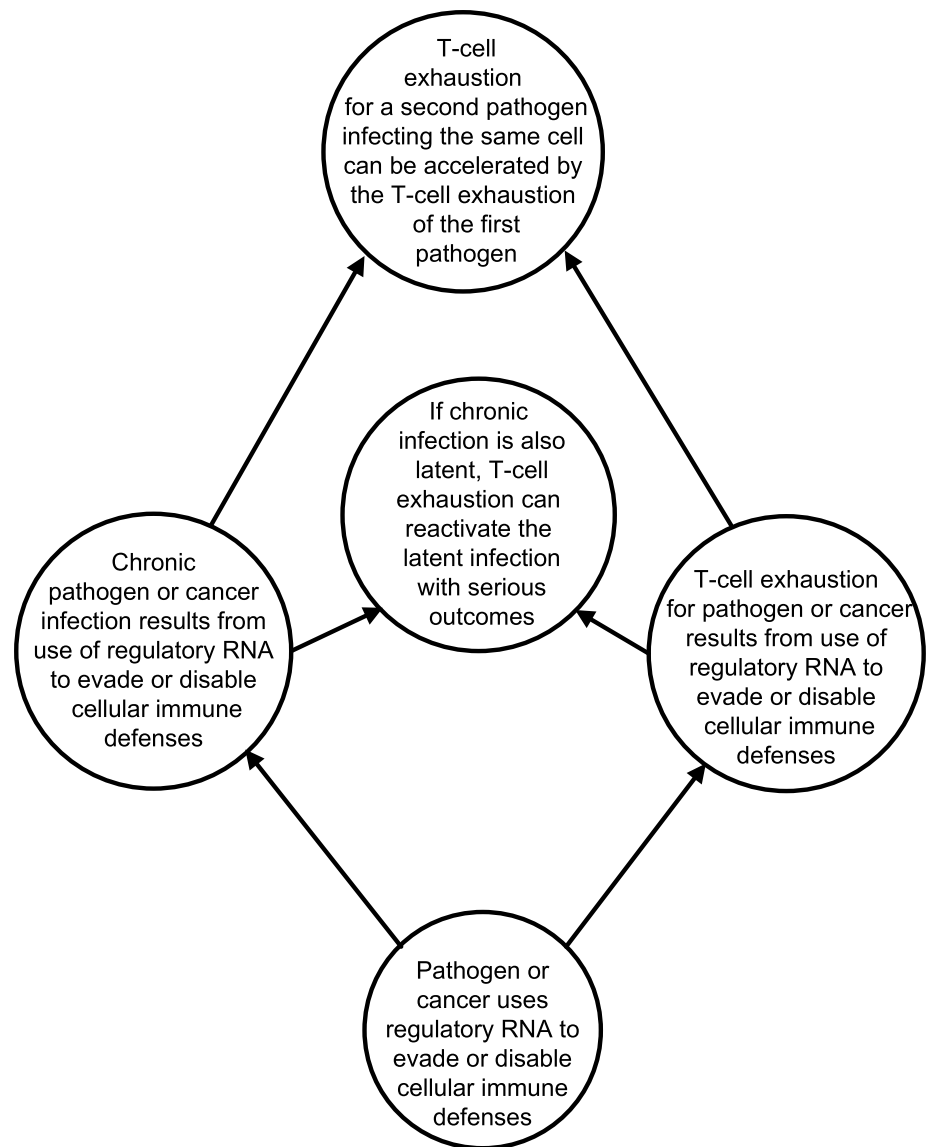 T-cell
exhaustion
for a second pathogen
infecting the same cell
can be accelerated by
the T-cell exhaustion
of the first
pathogen
If chronic
infection is also
latent, T-cell
exhaustion can
reactivate the
latent infection
with serious
outcomes
Chronic
pathogen or cancer
infection results from
use of regulatory RNA
to evade or disable
cellular immune
defenses
T-cell exhaustion
for pathogen or cancer
results from use of
regulatory RNA to
evade or disable
cellular immune
defenses
Pathogen or
cancer uses
regulatory RNA to
evade or disable
cellular immune
defenses